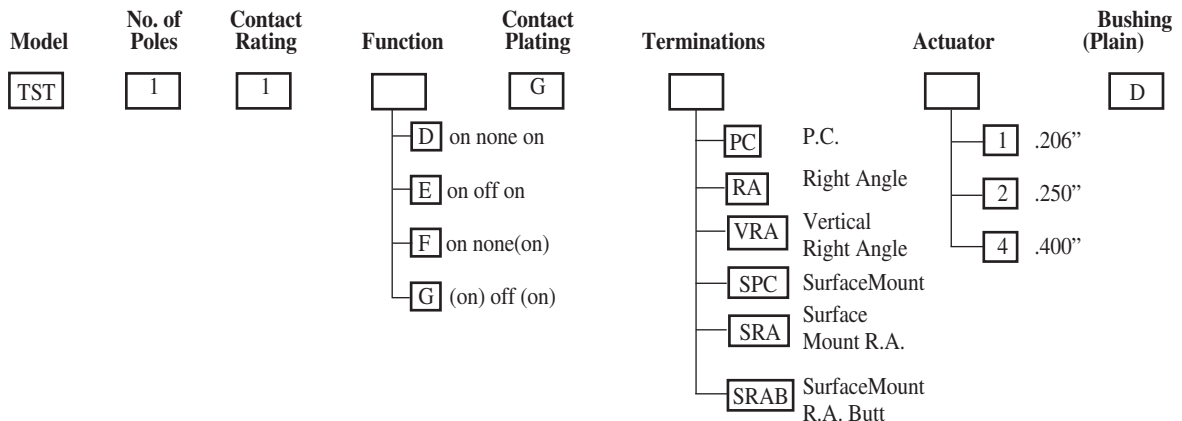 No. of Contact Contact Bushing
Model Poles Rating Function Plating Terminations Actuator (Plain)
TST 1 1 G D
D on none on
E on off on
F on none(on)
G (on) off (on)
PC P.C.
RA Right Angle
VRA Vertical
Right Angle
SPC SurfaceMount
SRA Surface
Mount R.A.
SRAB SurfaceMount
R.A. Butt
1 .206”
2 .250”
4 .400”